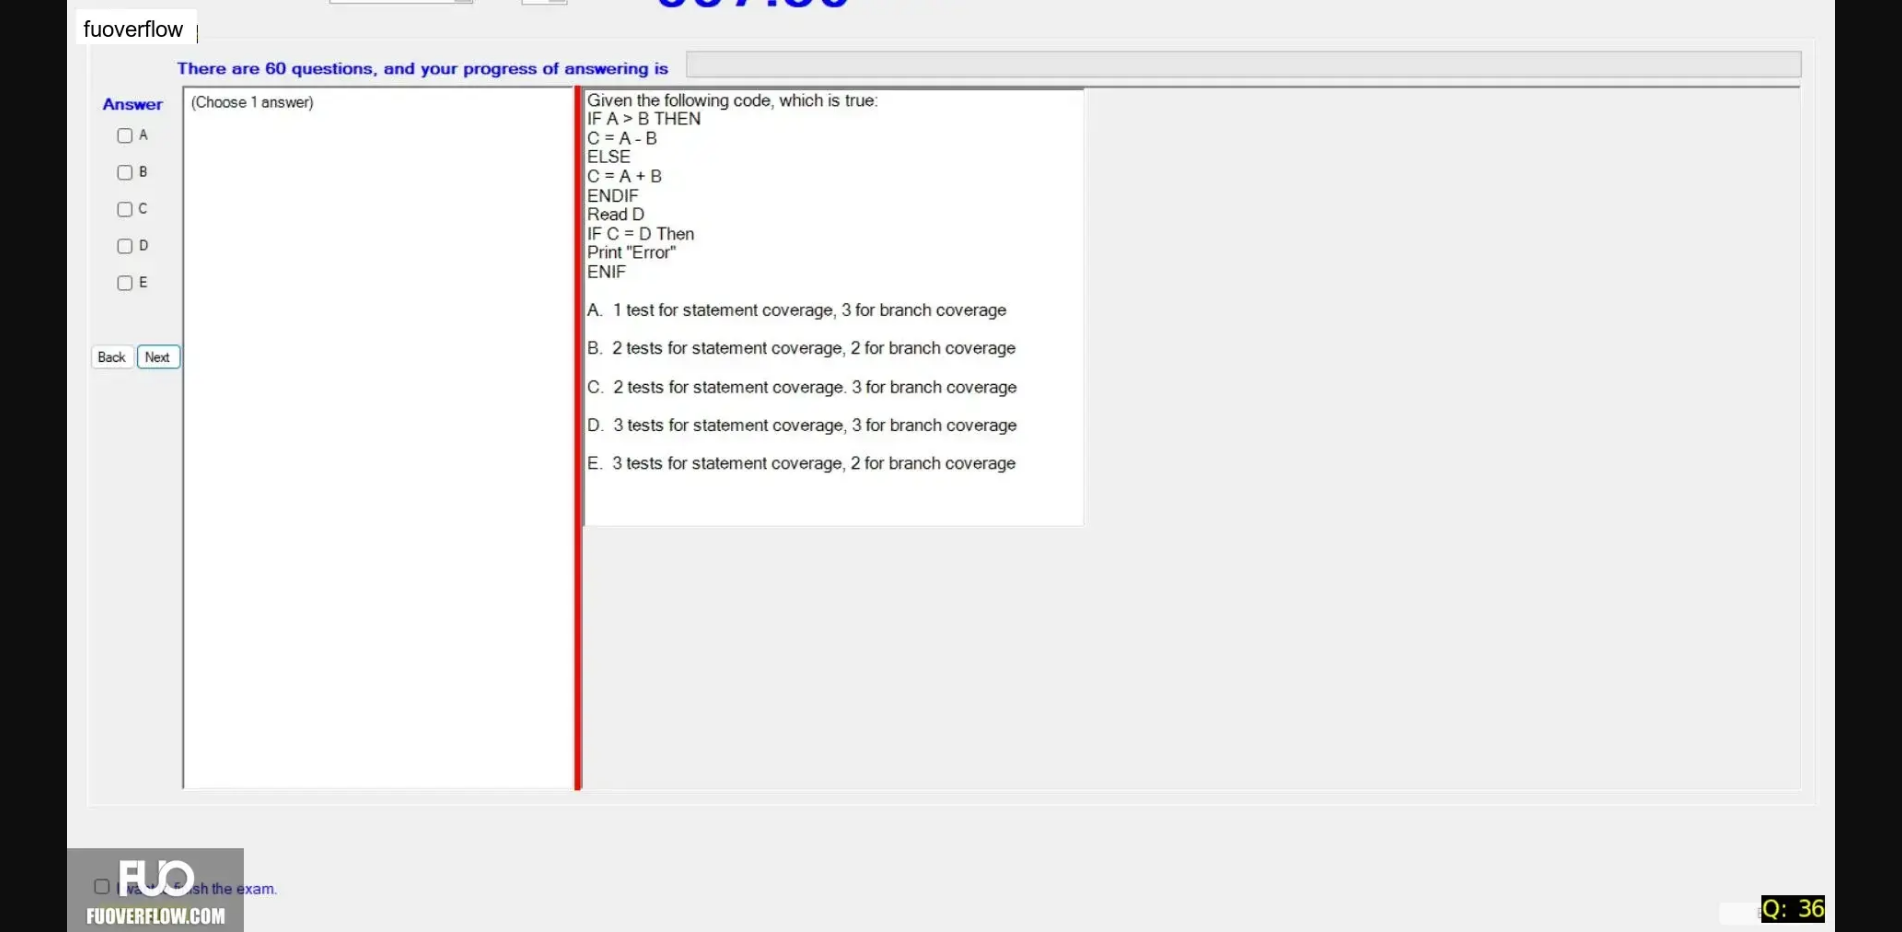 fuoverflow
There are 60 questions, and your progress of answering is
Answer
(Choose 1 answer)
A
B
C
D
E
Back
Next
Given the following code, which is true:
IF A > B THEN
C = A - B
ELSE
C = A + B
ENDIF
Read D
IF C = D Then
Print "Error"
ENIF
A. 1 test for statement coverage, 3 for branch coverage
B. 2 tests for statement coverage, 2 for branch coverage
C. 2 tests for statement coverage. 3 for branch coverage
D. 3 tests for statement coverage, 3 for branch coverage
E. 3 tests for statement coverage, 2 for branch coverage
FUO
sh the exam.
FUOVERFLOW.COM
Q: 36